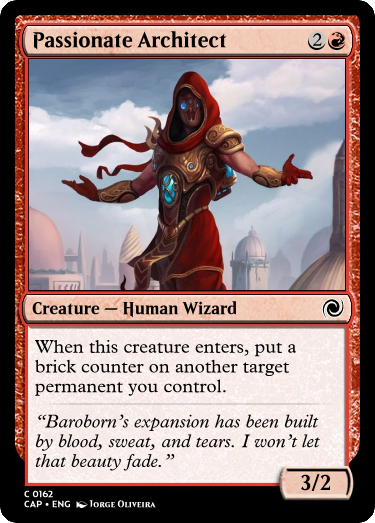 Passionate Architect 2
Creature — Human Wizard
When this creature enters, put a
brick counter on another target
permanent you control.
“Baroborn’s expansion has been built
by blood, sweat, and tears. I won’t let
that beauty fade.”
3/2
C 0162
CAP • ENG Jorge Oliveira